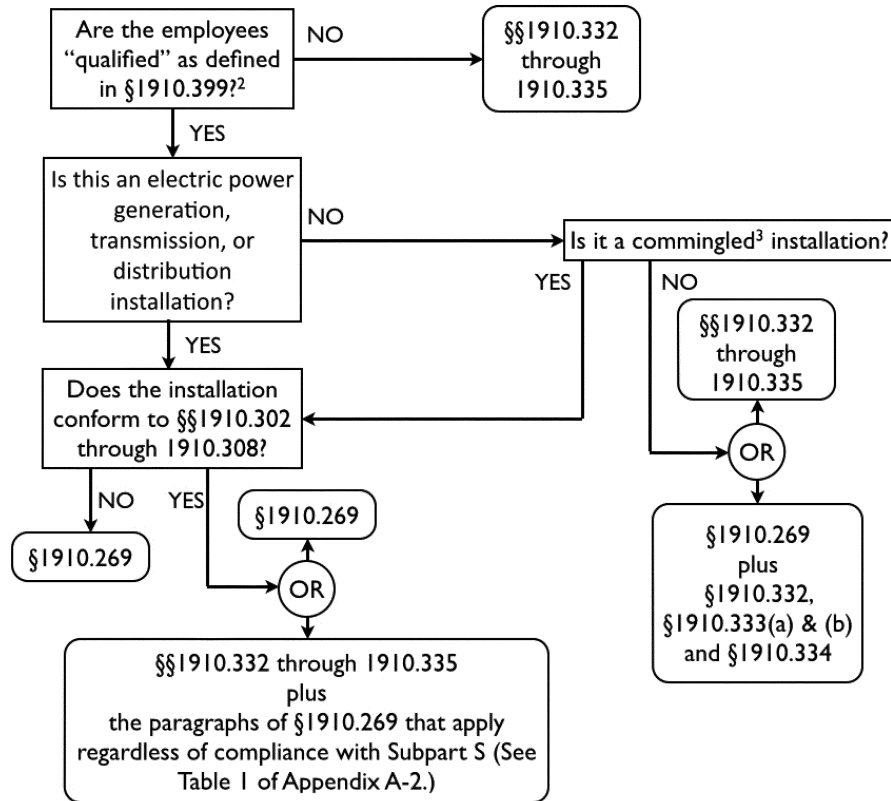 Are the employees
“qualified” as defined
in §1910.399?²
NO
§§1910.332
through
1910.335
YES
Is this an electric power
generation,
transmission, or
distribution
installation?
NO
Is it a commingled³ installation?
YES
NO
§§1910.332
through
1910.335
OR
§1910.269
plus
§1910.332,
§1910.333(a) & (b)
and §1910.334
YES
Does the installation
conform to §§1910.302
through 1910.308?
NO
§1910.269
YES
§1910.269
OR
§§1910.332 through 1910.335
plus
the paragraphs of §1910.269 that apply
regardless of compliance with Subpart S (See
Table 1 of Appendix A-2.)